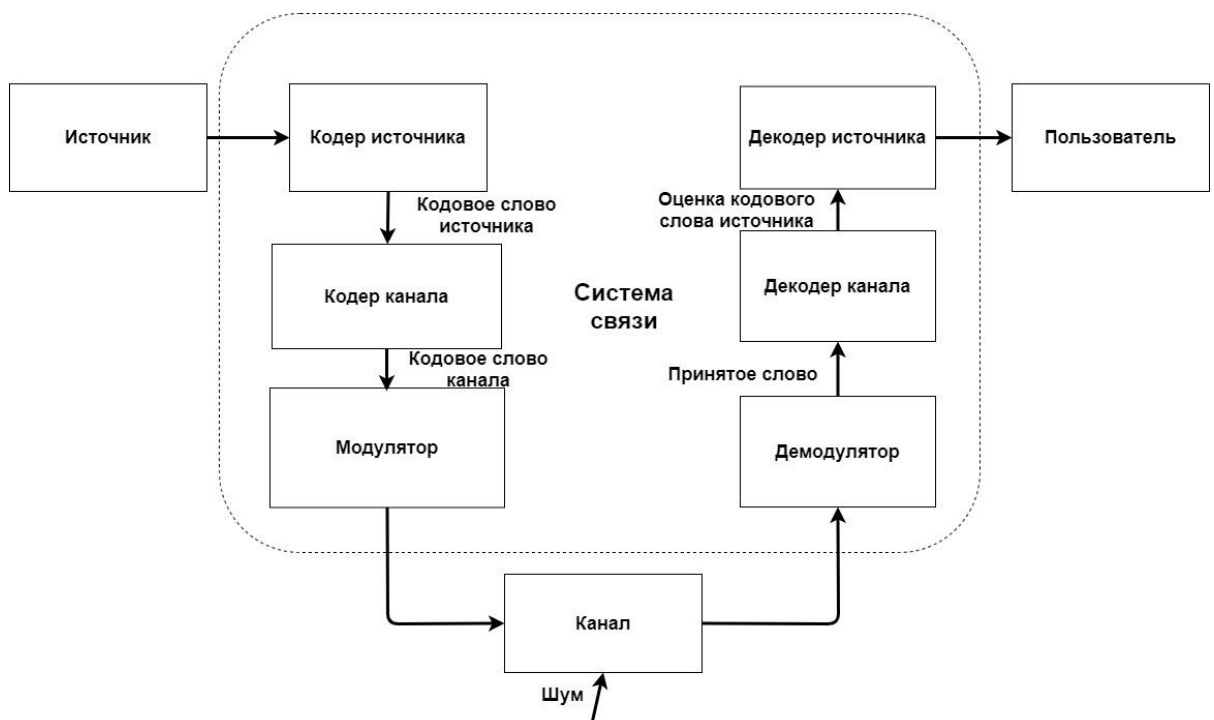 Источник
Кодер источника
Кодовое слово
источника
Кодер канала
Кодовое слово
канала
Модулятор
Система
связи
Канал
Шум
Демодулятор
Принятое слово
Декодер канала
Оценка кодового
слова источника
Декодер источника
Пользователь